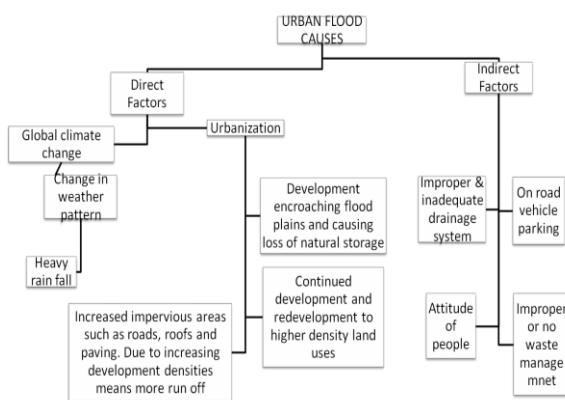 URBAN FLOOD
CAUSES
Direct
Factors
Indirect
Factors
Global climate
change
Urbanization
Change in
weather
pattern
Heavy
rain fall
Development
encroaching flood
plains and causing
loss of natural storage
Continued
development and
redevelopment to
higher density land
uses
Increased impervious areas
such as roads, roofs and
paving. Due to increasing
development densities
means more run off
Improper &
inadequate
drainage
system
On road
vehicle
parking
Attitude
of
people
Improper
or no
waste
manage
mnet